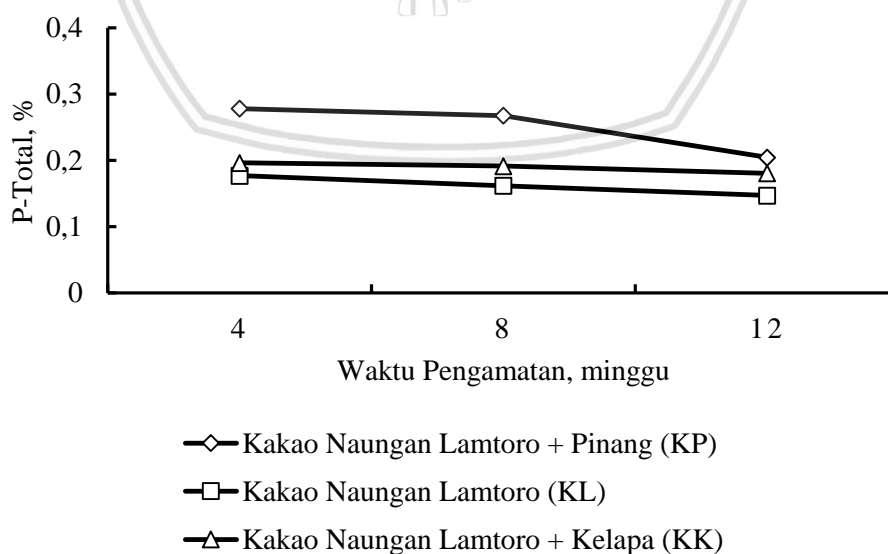 0,4
0,3
0,2
0,1
0
P-Total, %
4 8 12
Waktu Pengamatan, minggu
Kakao Naungan Lamtoro + Pinang (KP)
Kakao Naungan Lamtoro (KL)
Kakao Naungan Lamtoro + Kelapa (KK)